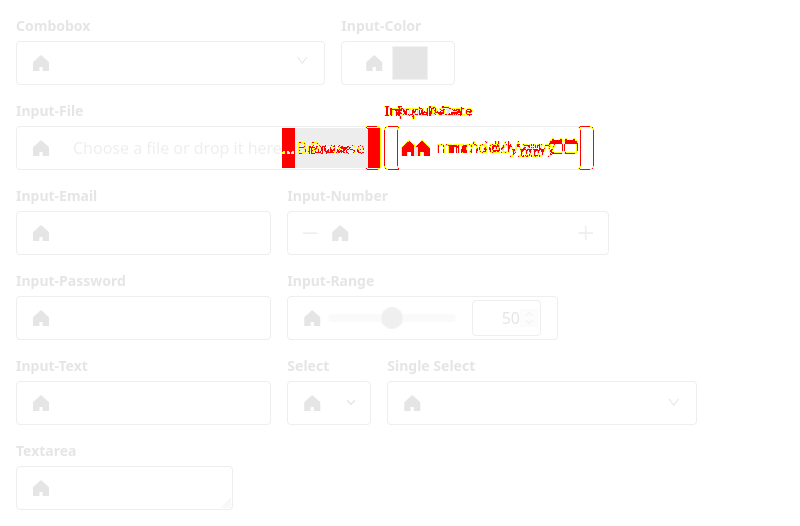 Combobox Input-Color
Input-File
Choose a file or drop it here
Input-Email Input-Number
Input-Password Input-Range
50
Input-Text Select Single Select
Textarea